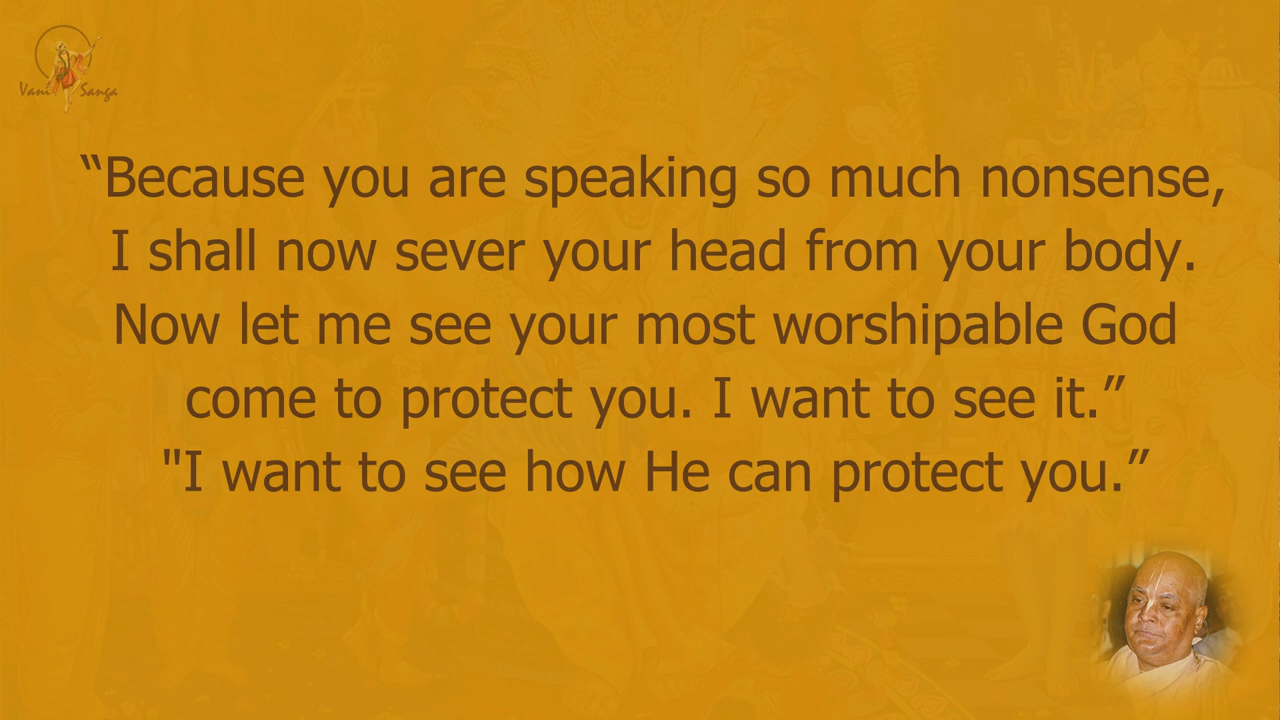 Vani Sanga
“Because you are speaking so much nonsense,
I shall now sever your head from your body.
Now let me see your most worshipable God
come to protect you. I want to see it.”
"I want to see how He can protect you.”